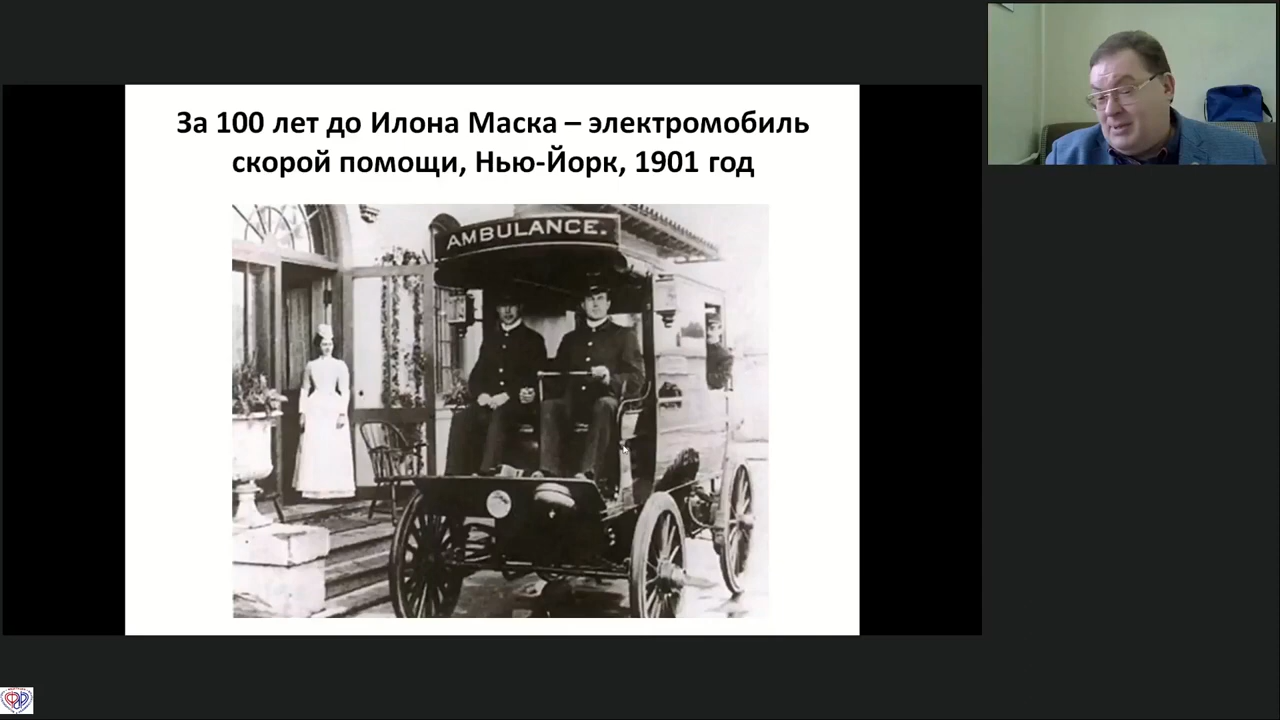 За 100 лет до Илона Маска – электромобиль
скорой помощи, Нью-Йорк, 1901 год
AMBULANCE.